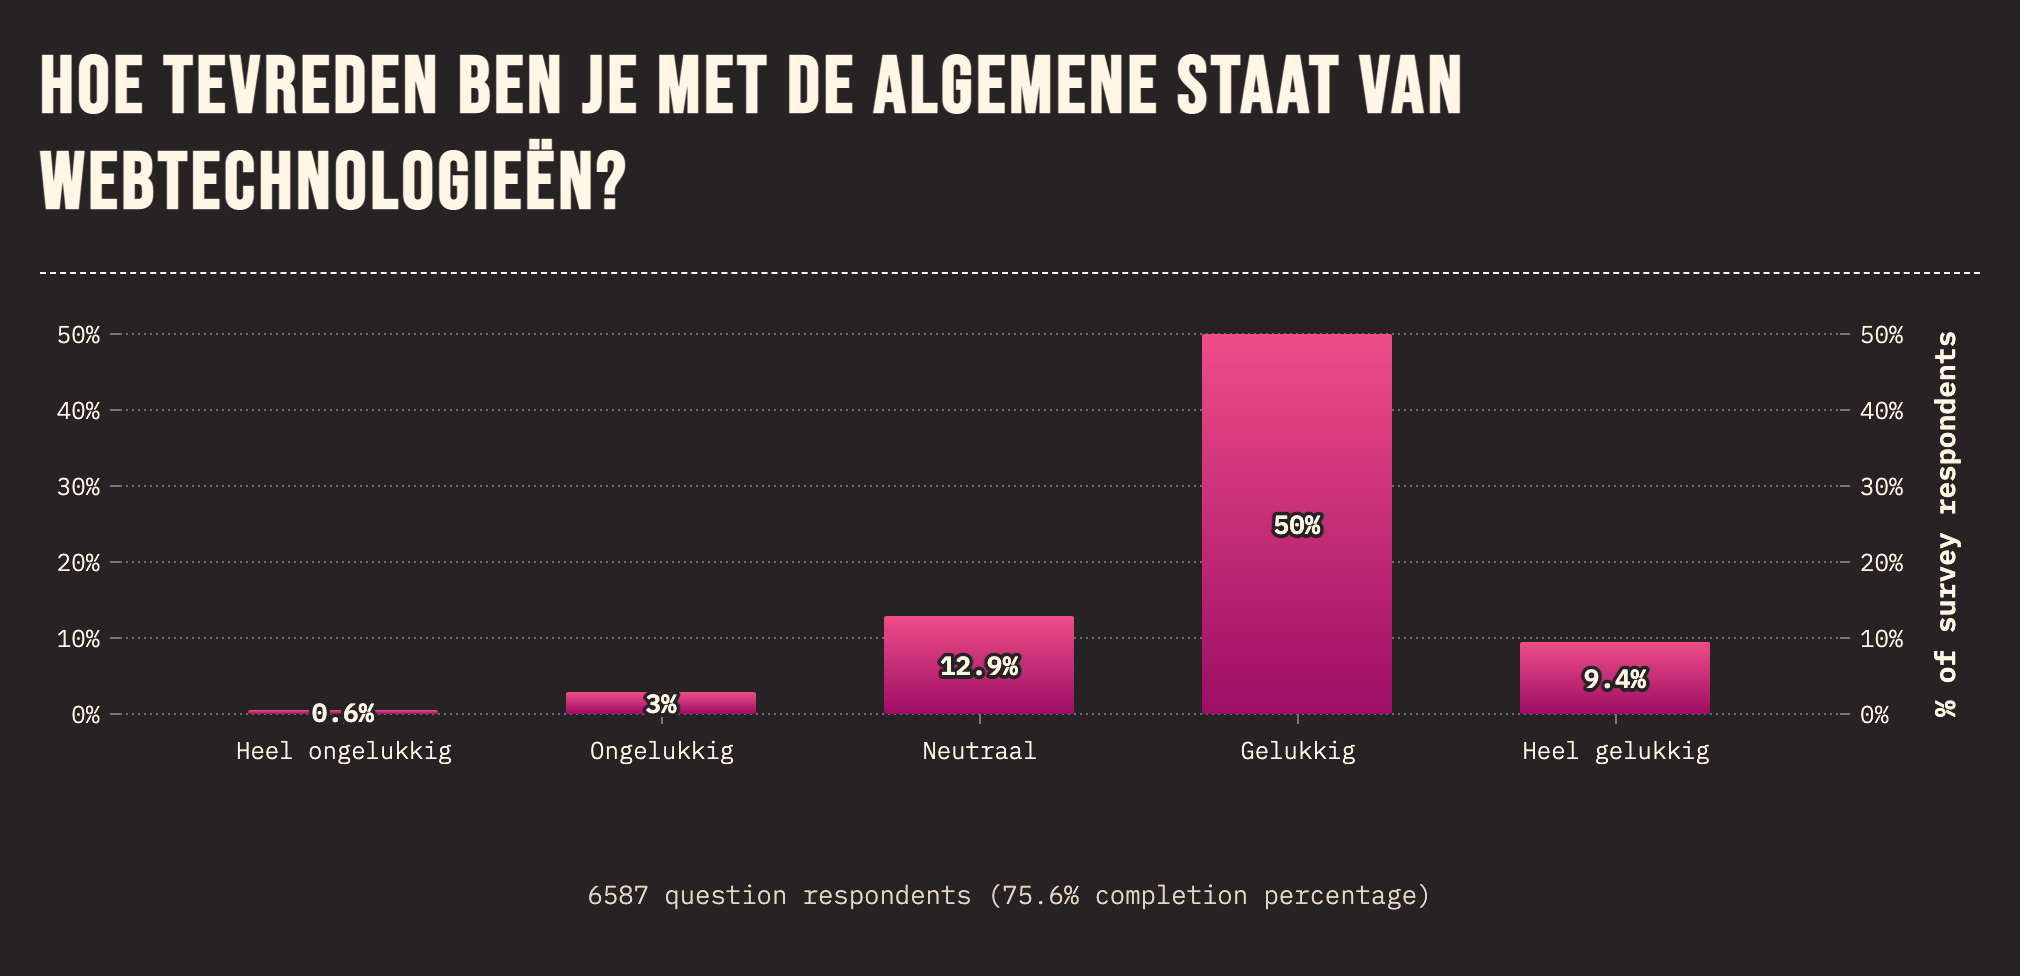 HOE TEVREDEN BEN JE MET DE ALGEMENE STAAT VAN
WEBTECHNOLOGIEËN?
50%
40%
30%
20%
10%
0%
0.6%
3%
12.9%
50%
9.4%
50%
40%
30%
20%
10%
0%
% of survey respondents
Heel ongelukkig
Ongelukkig
Neutraal
Gelukkig
Heel gelukkig
6587 question respondents (75.6% completion percentage)